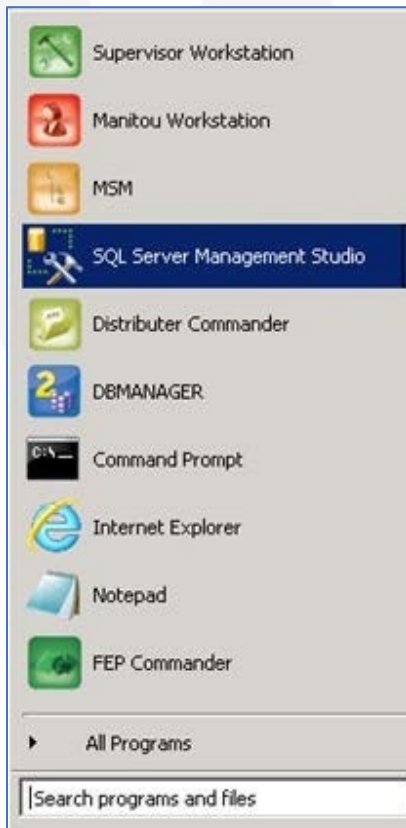 Supervisor Workstation
Manitou Workstation
MSM
SQL Server Management Studio
Distributer Commander
2
DBMANAGER
C:\_
Command Prompt
Internet Explorer
Notepad
FEP Commander
All Programs
Search programs and files